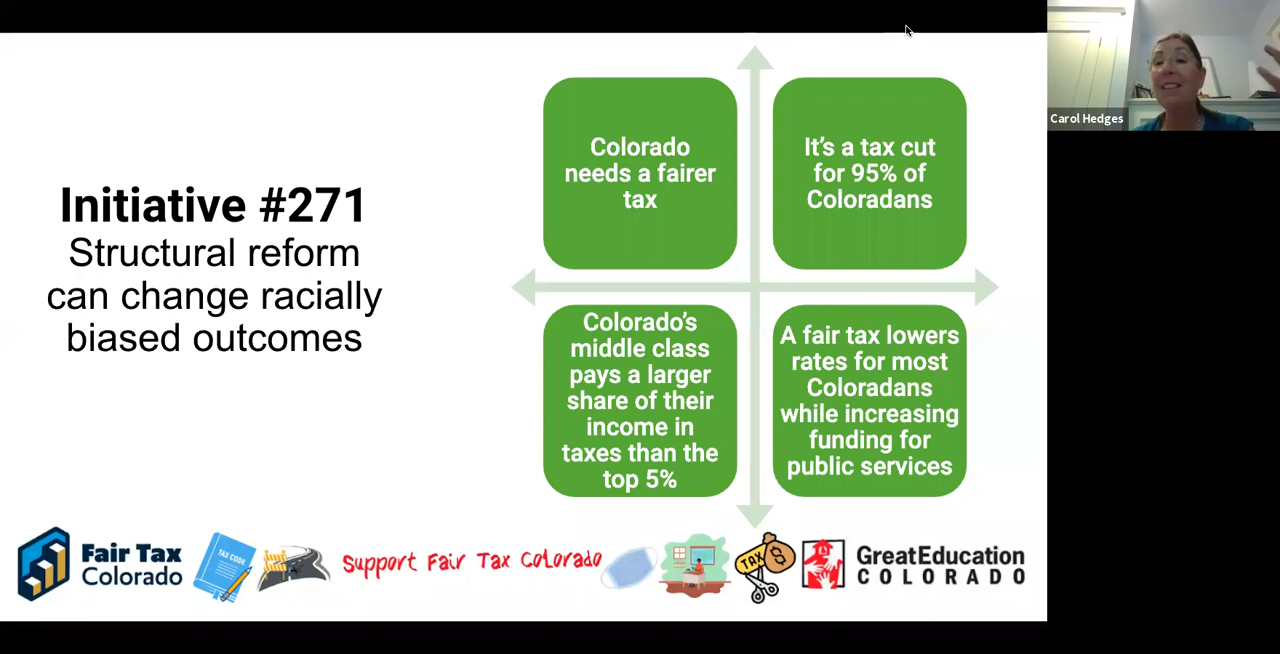 Carol Hedges
Initiative #271
Structural reform
can change racially
biased outcomes
Colorado
needs a fairer
tax
It's a tax cut
for 95% of
Coloradans
Colorado's
middle class
pays a larger
share of their
income in
taxes than the
top 5%
A fair tax lowers
rates for most
Coloradans
while increasing
funding for
public services
Fair Tax
Colorado
TAX CODE
Support Fair Tax Colorado
TAX
$
GreatEducation
COLORADO